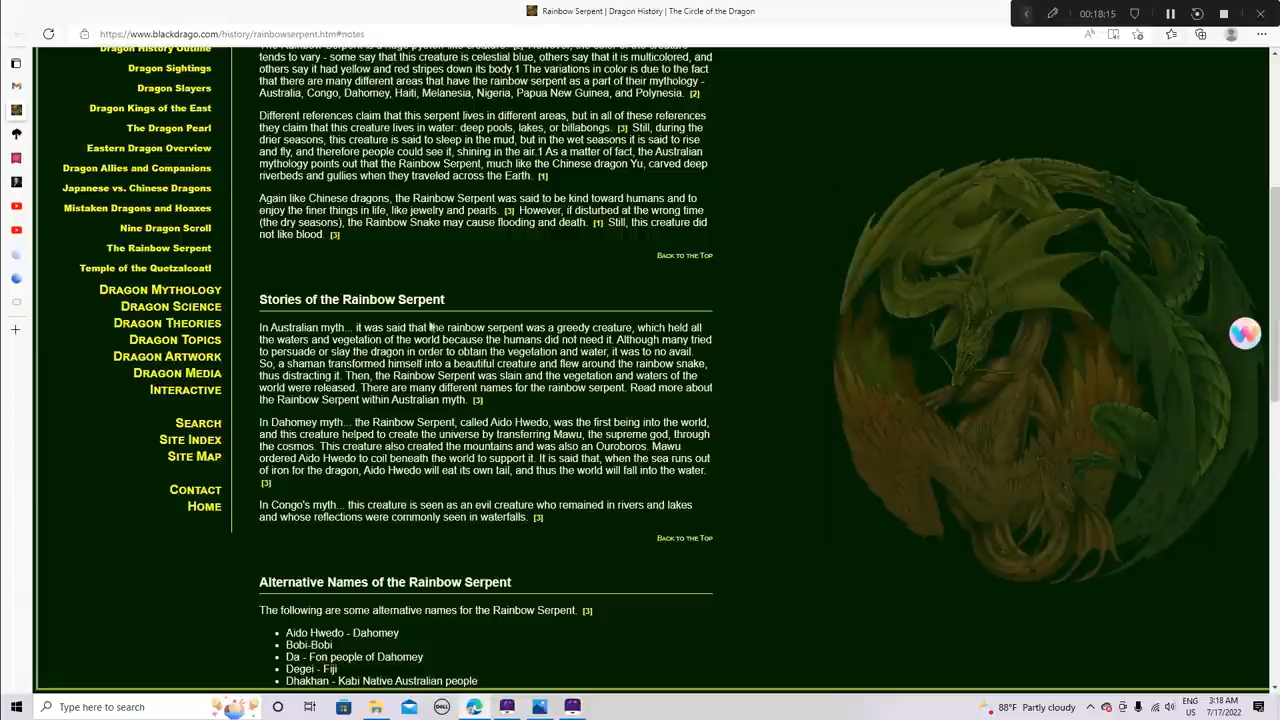 Rainbow Serpent | Dragon History | The Circle of the Dragon
00:18:15
https://www.blackdrago.com/history/rainbowserpent.htm#notes
Dragon History Outline
Dragon Sightings
Dragon Slayers
Dragon Kings of the East
The Dragon Pearl
Eastern Dragon Overview
Dragon Allies and Companions
Japanese vs. Chinese Dragons
Mistaken Dragons and Hoaxes
Nine Dragon Scroll
The Rainbow Serpent
Temple of the Quetzalcoatl
DRAGON MYTHOLOGY
DRAGON SCIENCE
DRAGON THEORIES
DRAGON TOPICS
DRAGON ARTWORK
DRAGON MEDIA
INTERACTIVE
SEARCH
SITE INDEX
SITE MAP
CONTACT
HOME
The Rainbow Serpent is a huge python-like creature. [2] However, the color of the creature
tends to vary - some say that this creature is celestial blue, others say that it is multicolored, and
others say it had yellow and red stripes down its body.1 The variations in color is due to the fact
that there are many different areas that have the rainbow serpent as a part of their mythology -
Australia, Congo, Dahomey, Haiti, Melanesia, Nigeria, Papua New Guinea, and Polynesia. [2]
Different references claim that this serpent lives in different areas, but in all of these references
they claim that this creature lives in water: deep pools, lakes, or billabongs. [3] Still, during the
drier seasons, this creature is said to sleep in the mud, but in the wet seasons it is said to rise
and fly, and therefore people could see it, shining in the air.1 As a matter of fact, the Australian
mythology points out that the Rainbow Serpent, much like the Chinese dragon Yu, carved deep
riverbeds and gullies when they traveled across the Earth. [1]
Again like Chinese dragons, the Rainbow Serpent was said to be kind toward humans and to
enjoy the finer things in life, like jewelry and pearls. [3] However, if disturbed at the wrong time
(the dry seasons), the Rainbow Snake may cause flooding and death. [1] Still, this creature did
not like blood. [3]
BACK TO THE TOP
Stories of the Rainbow Serpent
In Australian myth... it was said that the rainbow serpent was a greedy creature, which held all
the waters and vegetation of the world because the humans did not need it. Although many tried
to persuade or slay the dragon in order to obtain the vegetation and water, it was to no avail.
So, a shaman transformed himself into a beautiful creature and flew around the rainbow snake,
thus distracting it. Then, the Rainbow Serpent was slain and the vegetation and waters of the
world were released. There are many different names for the rainbow serpent. Read more about
the Rainbow Serpent within Australian myth. [3]
In Dahomey myth... the Rainbow Serpent, called Aido Hwedo, was the first being into the world,
and this creature helped to create the universe by transferring Mawu, the supreme god, through
the cosmos. This creature also created the mountains and was also an Ouroboros. Mawu
ordered Aido Hwedo to coil beneath the world to support it. It is said that, when the sea runs out
of iron for the dragon, Aido Hwedo will eat its own tail, and thus the world will fall into the water.
[3]
In Congo's myth... this creature is seen as an evil creature who remained in rivers and lakes
and whose reflections were commonly seen in waterfalls. [3]
BACK TO THE TOP
Alternative Names of the Rainbow Serpent
The following are some alternative names for the Rainbow Serpent. [3]
Aido Hwedo - Dahomey
Bobi-Bobi
Da - Fon people of Dahomey
Degei - Fiji
Dhakhan - Kabi Native Australian people
Type here to search
DELL
88°F Partly cloudy
ENG
US
3:18 AM
7/17/2022